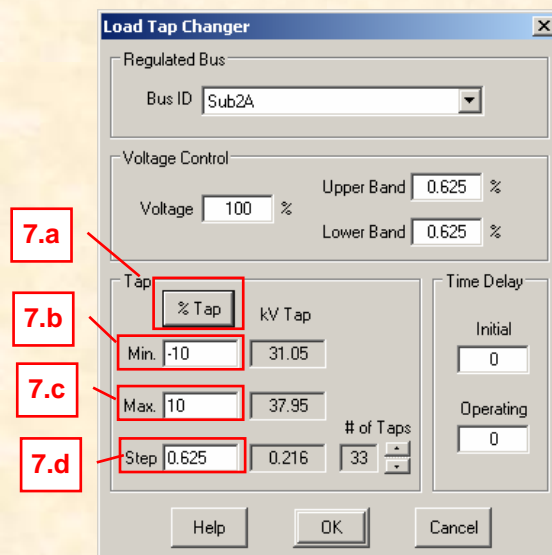 Load Tap Changer
Regulated Bus
Bus ID Sub2A
Voltage Control
Upper Band 0.625 %
Voltage 100 %
Lower Band 0.625 %
7.a
Tap
Time Delay
% Tap kV Tap
7.b
Initial
Min. -10 31.05
0
7.c
Max. 10 37.95
# of Taps
Operating
7.d
Step 0.625 0.216 33
0
Help OK Cancel